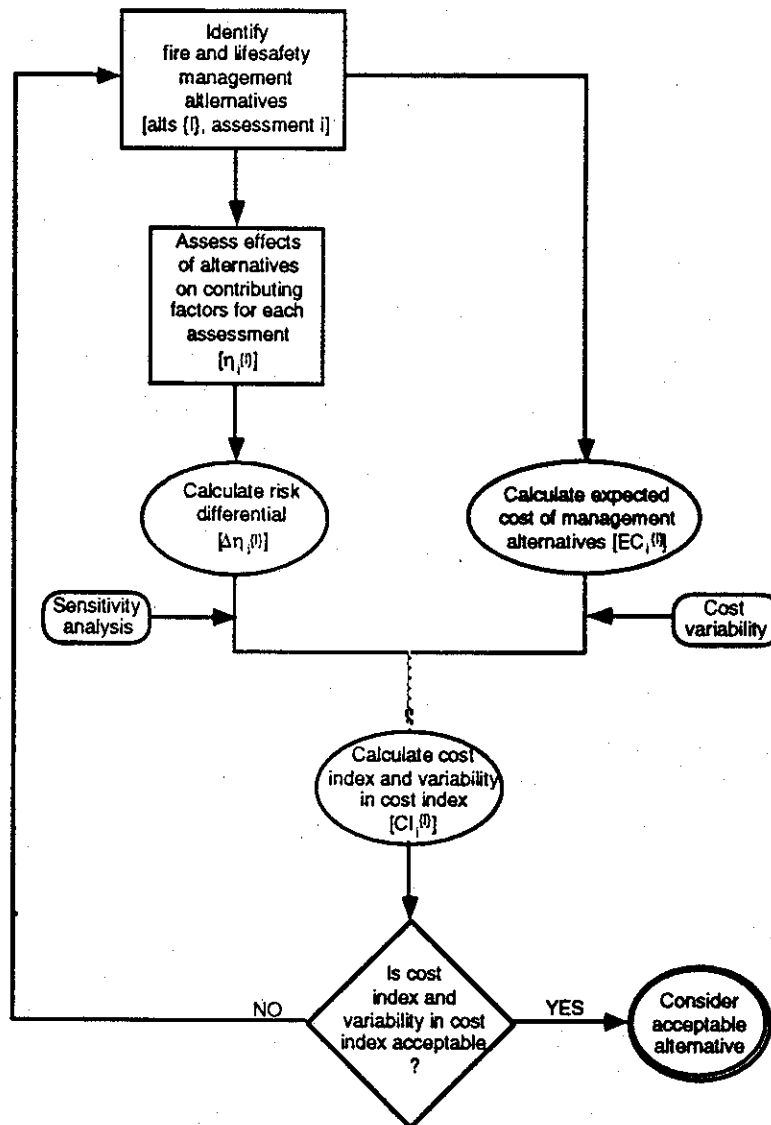 Identify
fire and lifesafety
management
altlernatives
[alts {l}, assessment i]
Assess effects
of alternatives
on contributing
factors for each
assessment
[η_i^{l}]
Calculate risk
differential
[Δη_i^{l}]
Calculate expected
cost of management
alternatives [EC_i^{l}]
Sensitivity
analysis
Cost
variability
Calculate cost
index and variability
in cost index
[CI_i^{l}]
Is cost
index and
variability in cost
index acceptable
?
NO
YES
Consider
acceptable
alternative